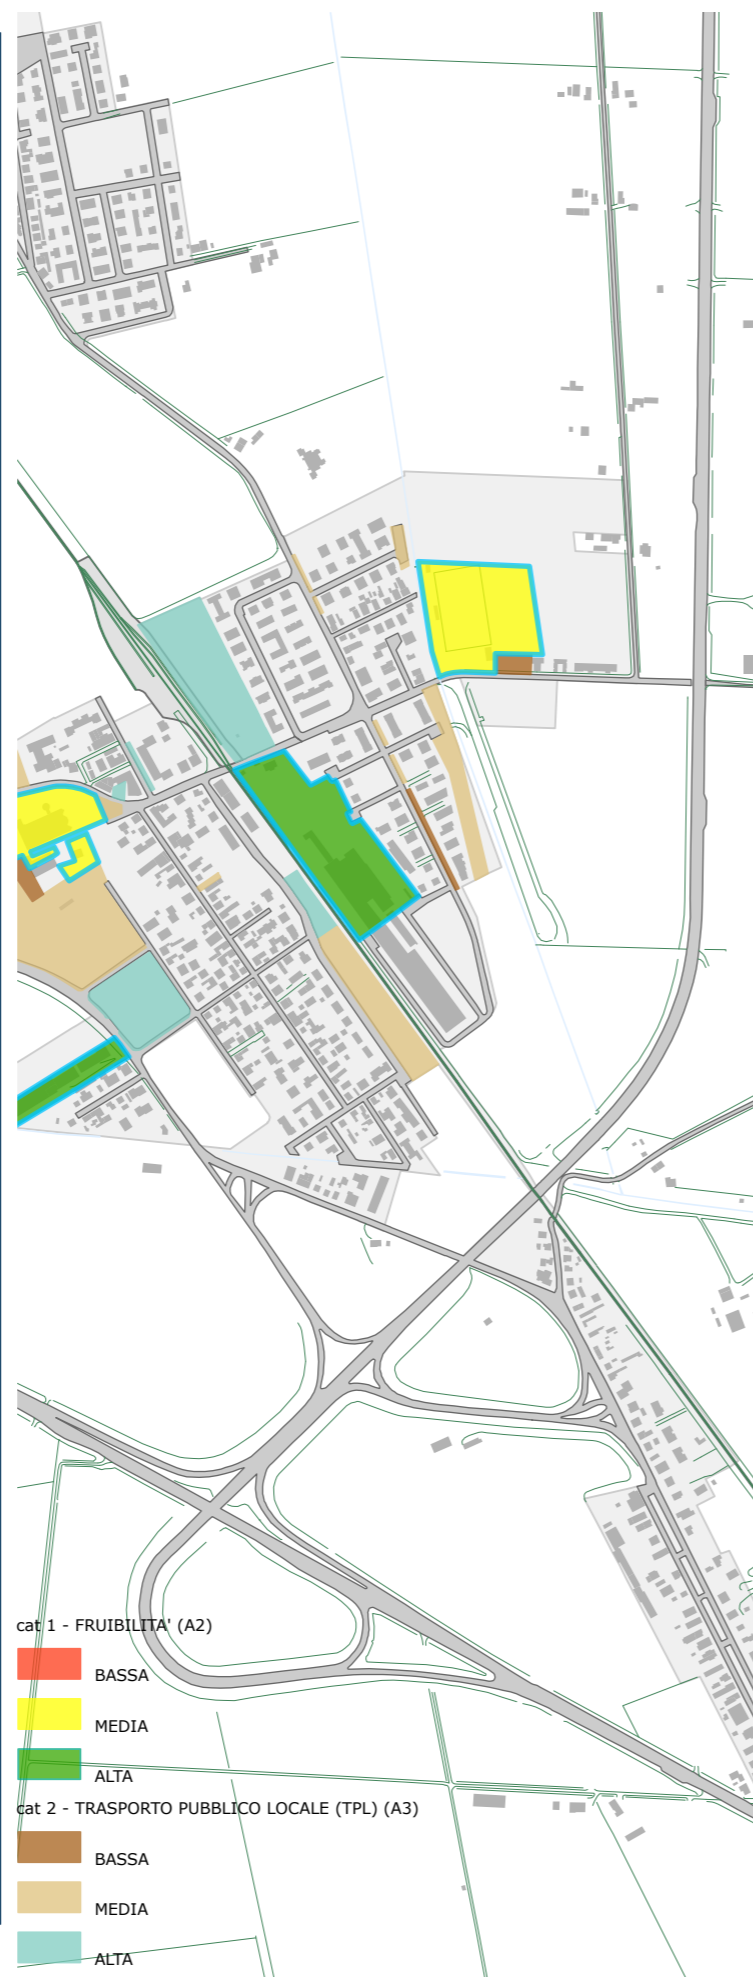 cat 1 - FRUIBILITA' (A2)
BASSA
MEDIA
ALTA
cat 2 - TRASPORTO PUBBLICO LOCALE (TPL) (A3)
BASSA
MEDIA
ALTA